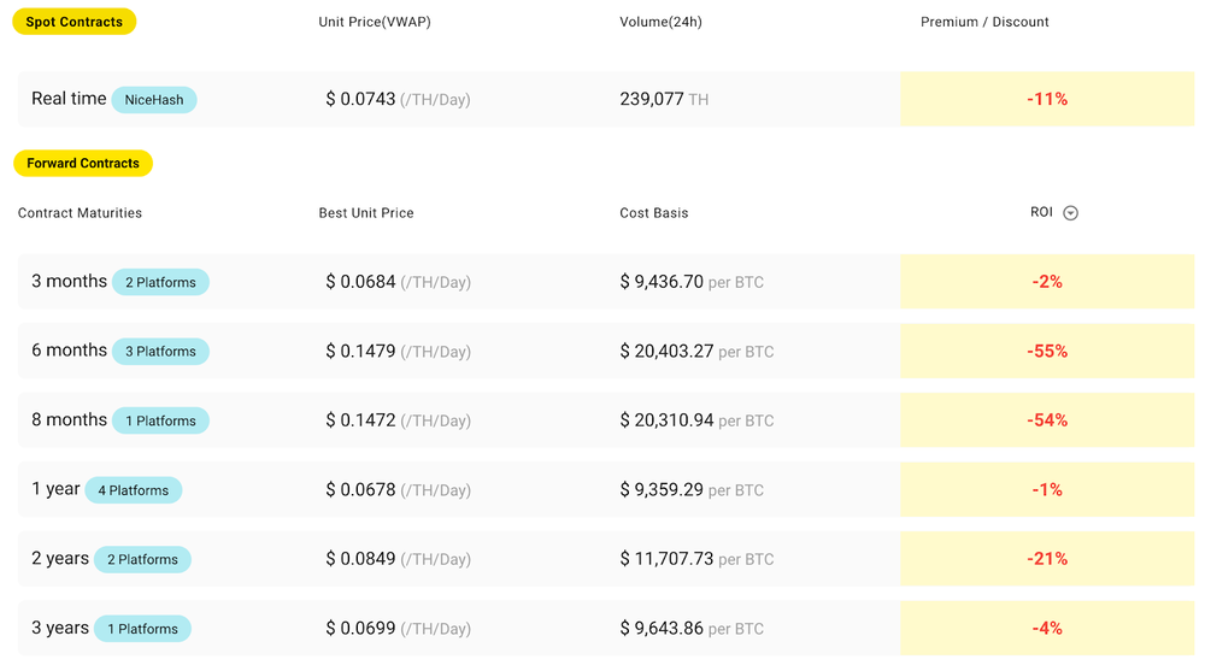 Spot Contracts Unit Price(VWAP) Volume(24h) Premium / Discount
Real time NiceHash $ 0.0743 (/TH/Day) 239,077 TH -11%
Forward Contracts
Contract Maturities Best Unit Price Cost Basis ROI
3 months 2 Platforms $ 0.0684 (/TH/Day) $ 9,436.70 per BTC -2%
6 months 3 Platforms $ 0.1479 (/TH/Day) $ 20,403.27 per BTC -55%
8 months 1 Platforms $ 0.1472 (/TH/Day) $ 20,310.94 per BTC -54%
1 year 4 Platforms $ 0.0678 (/TH/Day) $ 9,359.29 per BTC -1%
2 years 2 Platforms $ 0.0849 (/TH/Day) $ 11,707.73 per BTC -21%
3 years 1 Platforms $ 0.0699 (/TH/Day) $ 9,643.86 per BTC -4%